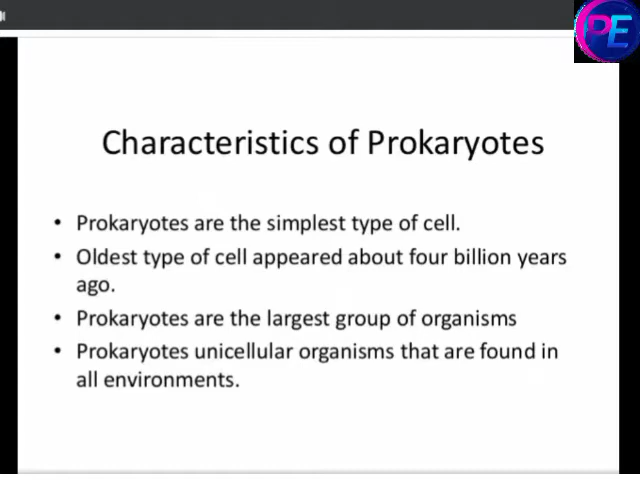 PE
Characteristics of Prokaryotes
• Prokaryotes are the simplest type of cell.
• Oldest type of cell appeared about four billion years
ago.
• Prokaryotes are the largest group of organisms
• Prokaryotes unicellular organisms that are found in
all environments.